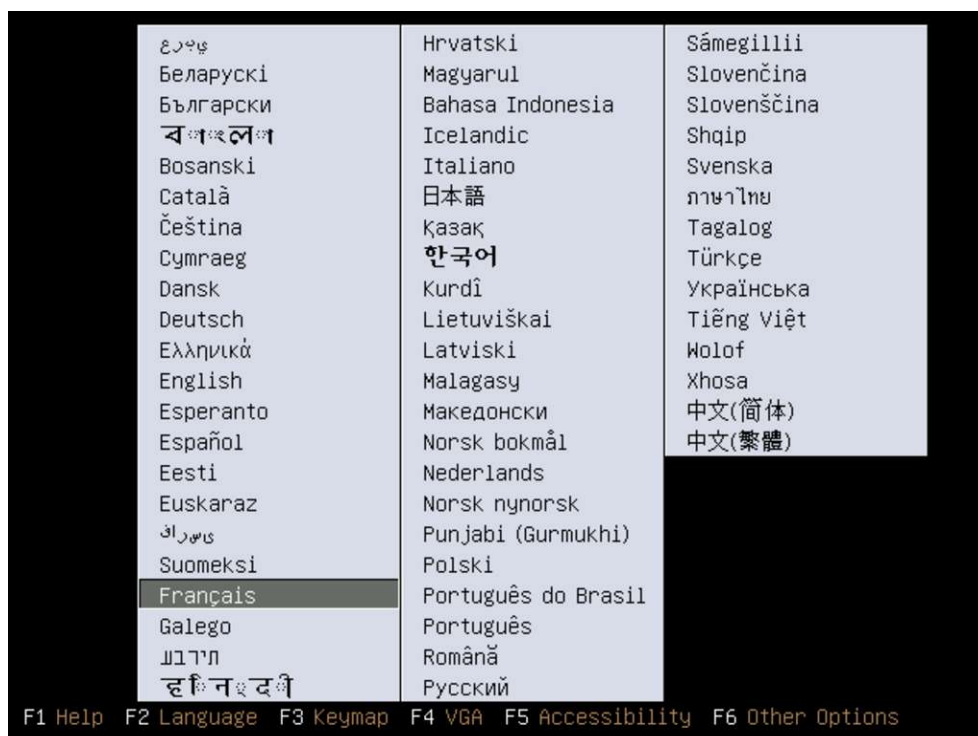 عربي
Беларускі
Български
বাংলা
Bosanski
Català
Čeština
Cymraeg
Dansk
Deutsch
Ελληνικά
English
Esperanto
Español
Eesti
Euskaraz
فارسی
Suomeksi
Français
Galego
עברית
हिन्दी
Hrvatski
Magyarul
Bahasa Indonesia
Icelandic
Italiano
日本語
Қазақ
한국어
Kurdî
Lietuviškai
Latviski
Malagasy
Македонски
Norsk bokmål
Nederlands
Norsk nynorsk
Punjabi (Gurmukhi)
Polski
Português do Brasil
Português
Română
Русский
Sámegillii
Slovenčina
Slovenščina
Shqip
Svenska
ภาษาไทย
Tagalog
Türkçe
Українська
Tiếng Việt
Wolof
Xhosa
中文(简体)
中文(繁體)
F1 Help F2 Language F3 Keymap F4 VGA F5 Accessibility F6 Other Options